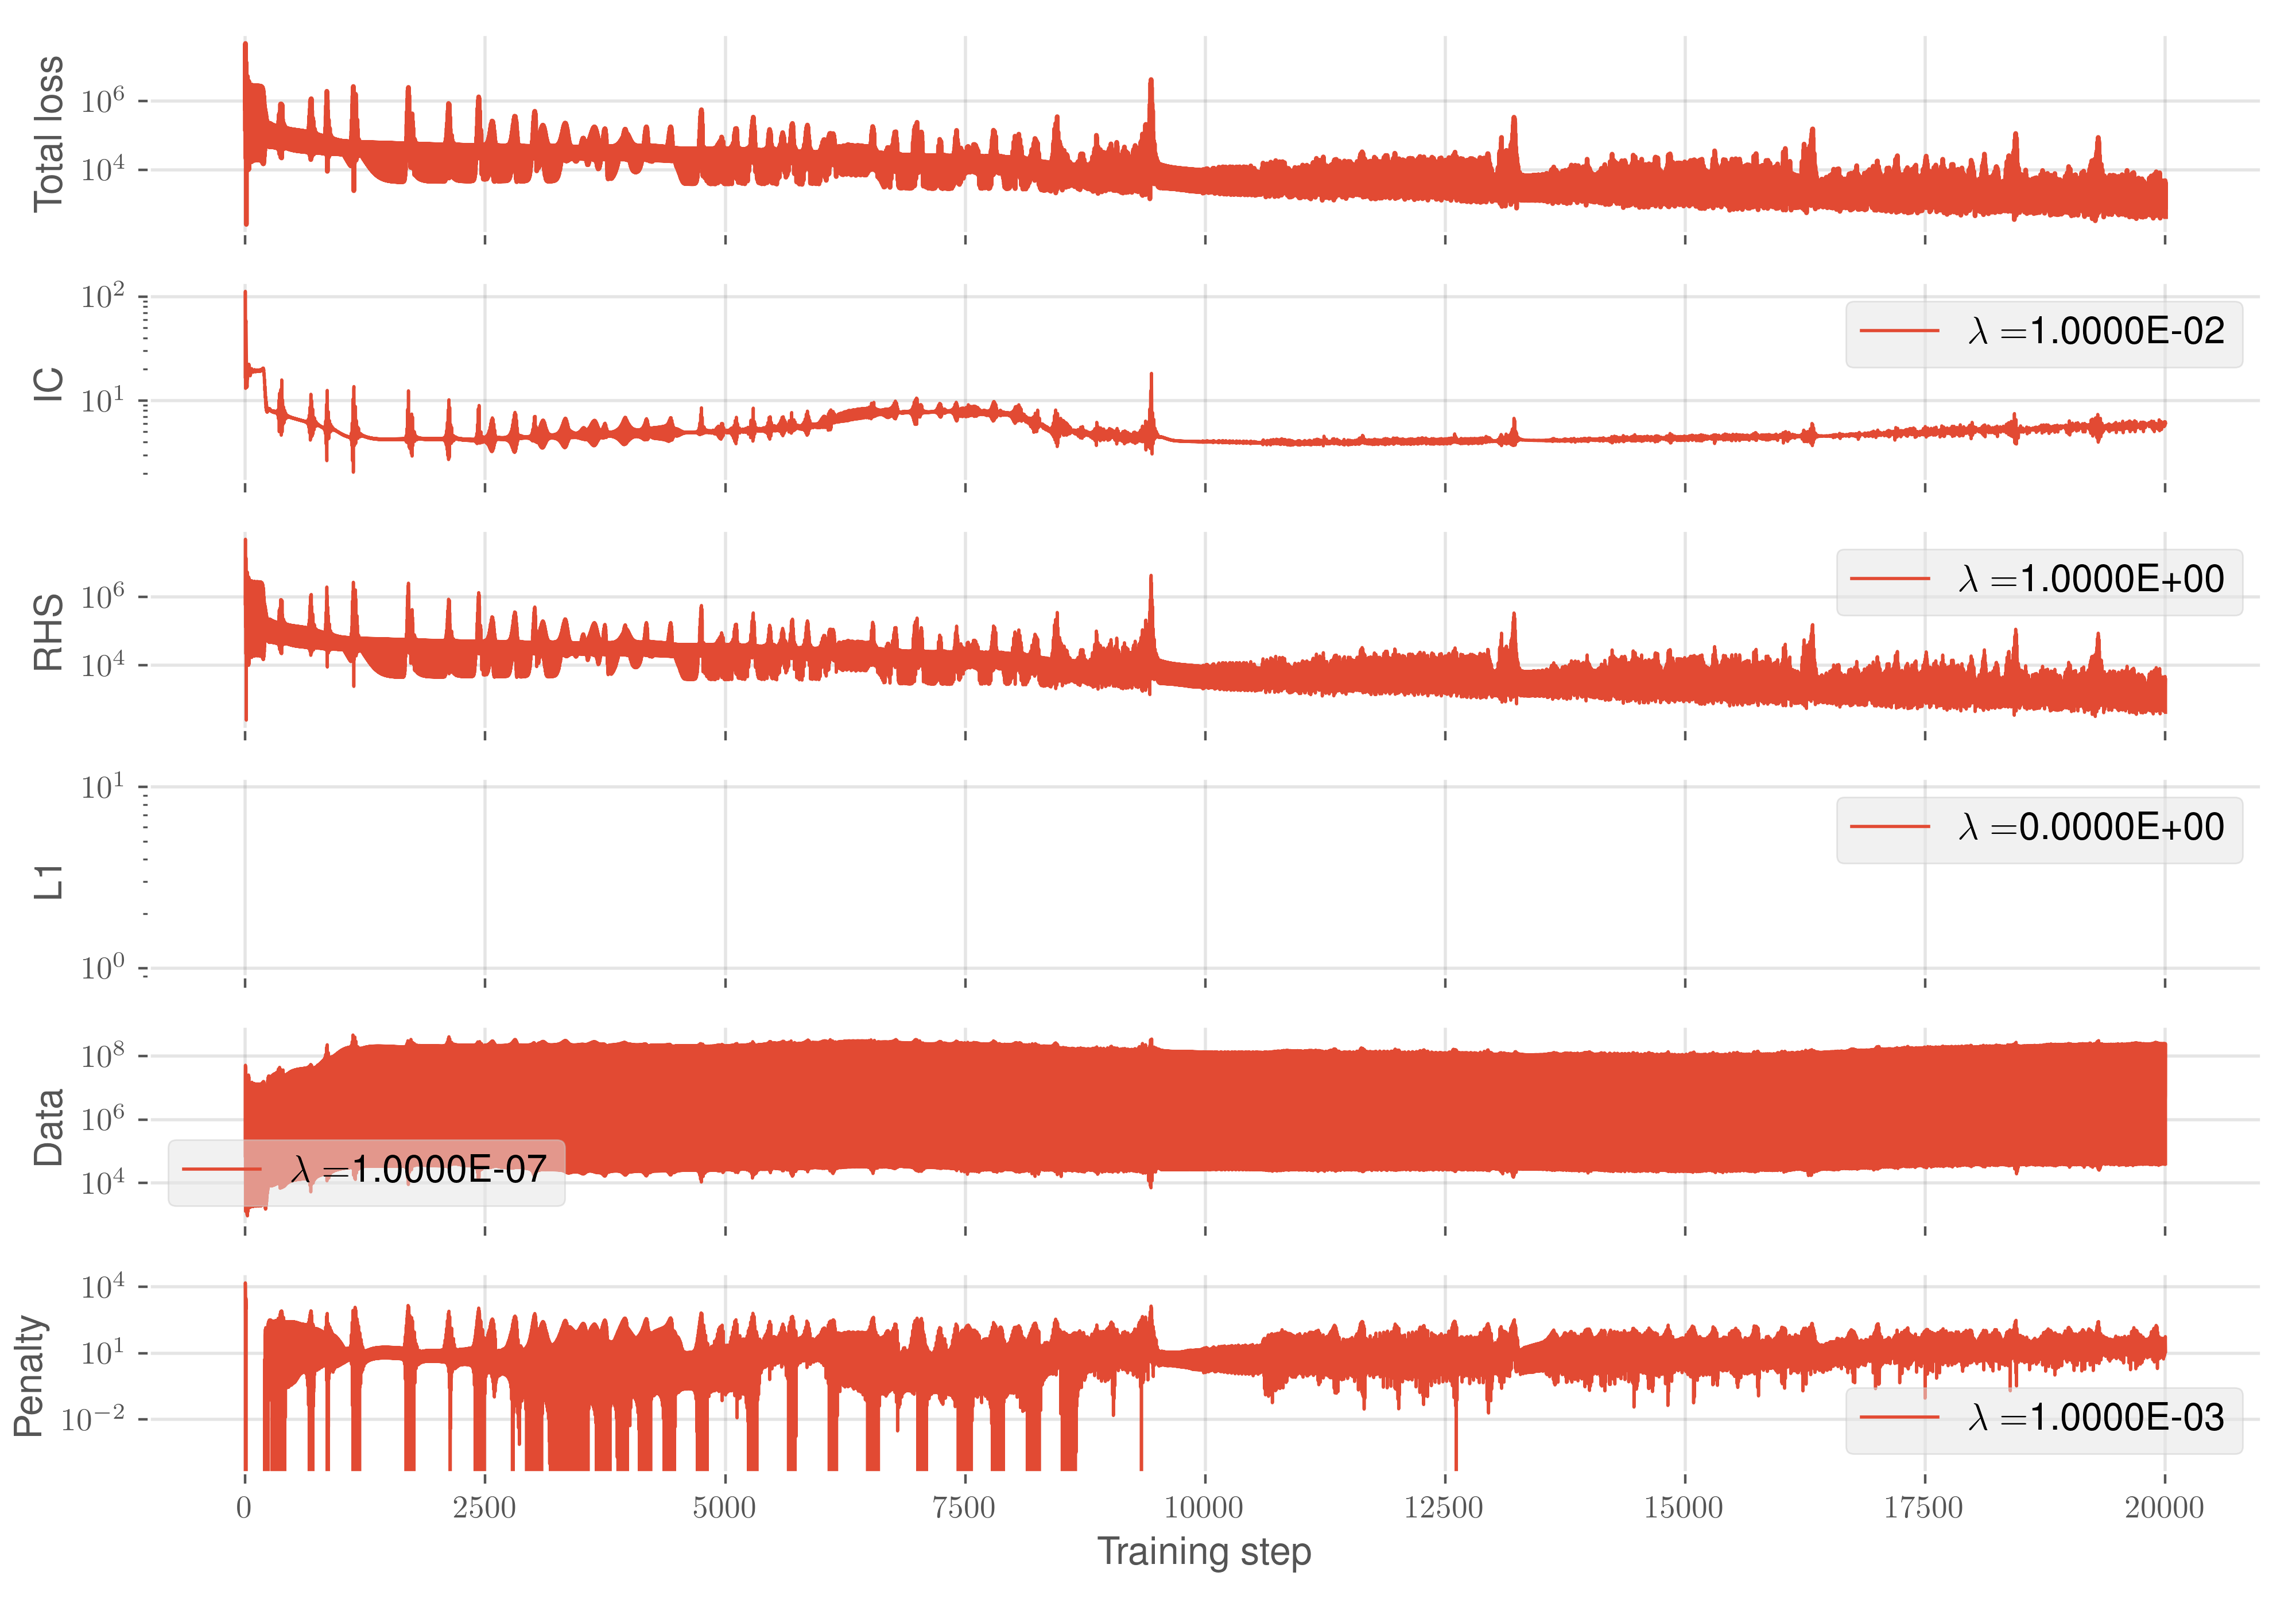 Total loss
10^6
10^4
IC
10^2
10^1
λ =1.0000E-02
RHS
10^6
10^4
λ =1.0000E+00
L1
10^1
10^0
λ =0.0000E+00
Data
10^8
10^6
10^4
λ =1.0000E-07
Penalty
10^4
10^1
10^−2
λ =1.0000E-03
0 2500 5000 7500 10000 12500 15000 17500 20000
Training step